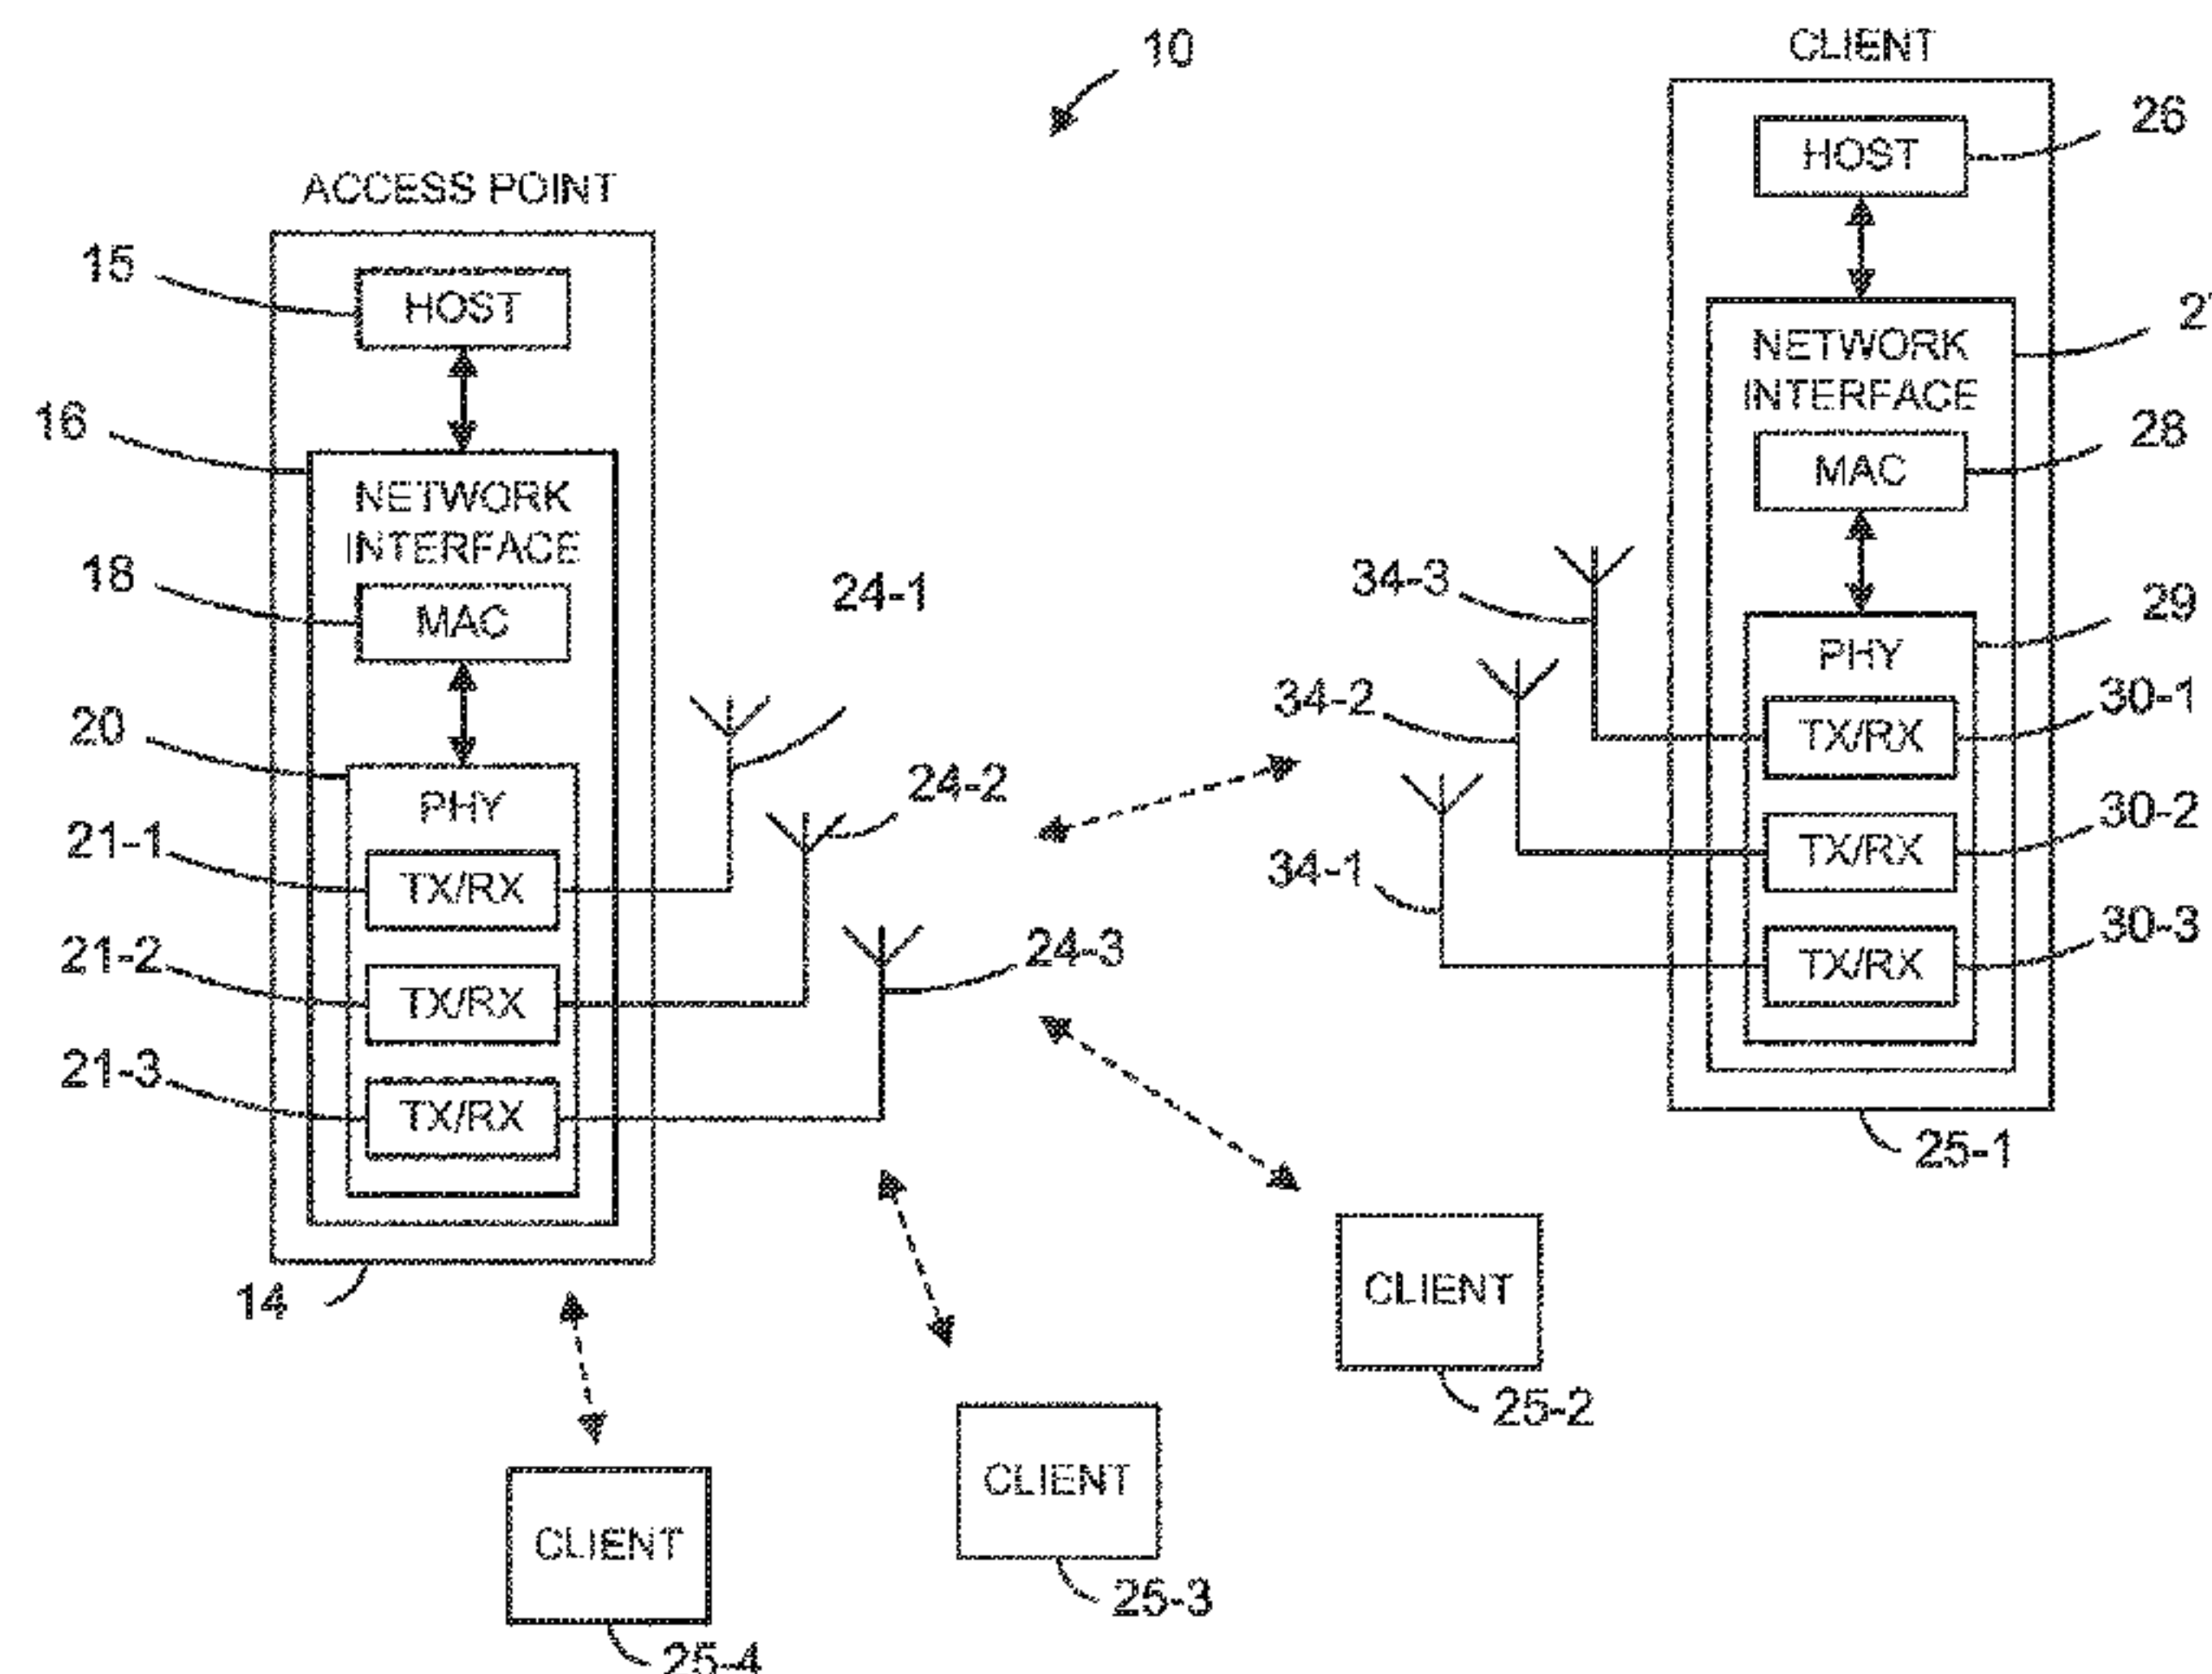 10
ACCESS POINT
15
HOST
16
NETWORK
INTERFACE
18
MAC
20
PHY
21-1
TX/RX
21-2
TX/RX
21-3
TX/RX
14
24-1
24-2
24-3
CLIENT
26
HOST
NETWORK
INTERFACE
28
MAC
29
PHY
30-1
TX/RX
30-2
TX/RX
30-3
TX/RX
34-3
34-2
34-1
25-1
CLIENT
25-2
CLIENT
25-3
CLIENT
25-4